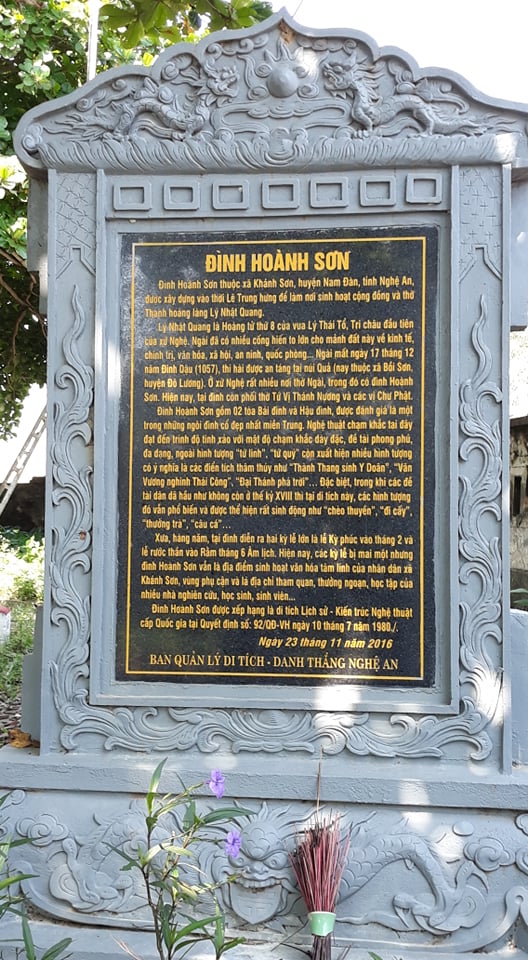 ĐÌNH HOÀNH SƠN
Đình Hoành Sơn thuộc xã Khánh Sơn, huyện Nam Đàn, tỉnh Nghệ An,
được xây dựng vào thời Lê Trung hưng để làm nơi sinh hoạt cộng đồng và thờ
Thành hoàng làng Lý Nhật Quang.
Lý Nhật Quang là Hoàng tử thứ 8 của vua Lý Thái Tổ, Tri châu đầu tiên
của xứ Nghệ. Ngài đã có nhiều cống hiến to lớn cho mảnh đất này về kinh tế,
chính trị, văn hóa, xã hội, an ninh, quốc phòng... Ngài mất ngày 17 tháng 12
năm Đinh Dậu (1057), thi hài được an táng tại núi Quả (nay thuộc xã Bồi Sơn,
huyện Đô Lương). Ở xứ Nghệ rất nhiều nơi thờ Ngài, trong đó có đình Hoành
Sơn. Hiện nay, tại đình còn phối thờ Tứ Vị Thánh Nương và các vị Chư Phật.
Đình Hoành Sơn gồm 02 tòa Bái đình và Hậu đình, được đánh giá là một
trong những ngôi đình cổ đẹp nhất miền Trung. Nghệ thuật chạm khắc tại đây
đạt đến trình độ tinh xảo với mật độ chạm khắc dày đặc, đề tài phong phú,
đa dạng, ngoài hình tượng "tứ linh", "tứ quý" còn xuất hiện nhiều hình tượng
có ý nghĩa là các điển tích thâm thúy như "Thành Thang sính Y Doãn", "Văn
Vương nghinh Thái Công", "Đại Thánh phá trời"... Đặc biệt, trong khi các đề
tài dân dã hầu như không còn ở thế kỷ XVIII thì tại di tích này, các hình tượng
đó vẫn phổ biến và được thể hiện rất sinh động như "chèo thuyền", "đi cấy",
"thưởng trà", "câu cá"...
Xưa, hàng năm, tại đình diễn ra hai kỳ lễ lớn là lễ Kỳ phúc vào tháng 2 và
lễ rước thần vào Rằm tháng 6 Âm lịch. Hiện nay, các kỳ lễ bị mai một nhưng
đình Hoành Sơn vẫn là địa điểm sinh hoạt văn hóa tâm linh của nhân dân xã
Khánh Sơn, vùng phụ cận và là địa chỉ tham quan, thưởng ngoạn, học tập của
nhiều nhà nghiên cứu, học sinh, sinh viên...
Đình Hoành Sơn được xếp hạng là di tích Lịch sử - Kiến trúc Nghệ thuật
cấp Quốc gia tại Quyết định số: 92/QĐ-VH ngày 10 tháng 7 năm 1980./.
Ngày 23 tháng 11 năm 2016
BAN QUẢN LÝ DI TÍCH - DANH THẮNG NGHỆ AN